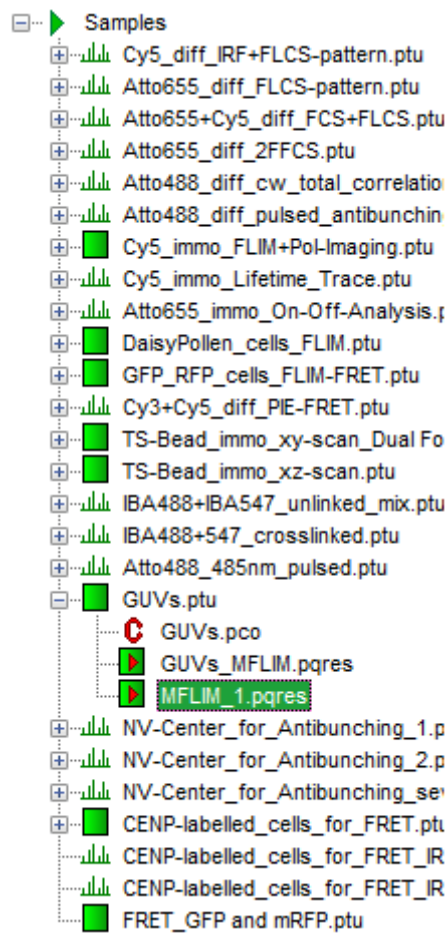 Samples
Cy5_diff_IRF+FLCS-pattern.ptu
Atto655_diff_FLCS-pattern.ptu
Atto655+Cy5_diff_FCS+FLCS.ptu
Atto655_diff_2FFCS.ptu
Atto488_diff_cw_total_correlatio
Atto488_diff_pulsed_antibunchin
Cy5_immo_FLIM+Pol-Imaging.ptu
Cy5_immo_Lifetime_Trace.ptu
Atto655_immo_On-Off-Analysis.p
DaisyPollen_cells_FLIM.ptu
GFP_RFP_cells_FLIM-FRET.ptu
Cy3+Cy5_diff_PIE-FRET.ptu
TS-Bead_immo_xy-scan_Dual Fo
TS-Bead_immo_xz-scan.ptu
IBA488+IBA547_unlinked_mix.ptu
IBA488+547_crosslinked.ptu
Atto488_485nm_pulsed.ptu
GUVs.ptu
GUVs.pco
GUVs_MFLIM.pqres
MFLIM_1.pqres
NV-Center_for_Antibunching_1.p
NV-Center_for_Antibunching_2.p
NV-Center_for_Antibunching_se
CENP-labelled_cells_for_FRET.ptu
CENP-labelled_cells_for_FRET_IR
CENP-labelled_cells_for_FRET_IR
FRET_GFP and mRFP.ptu